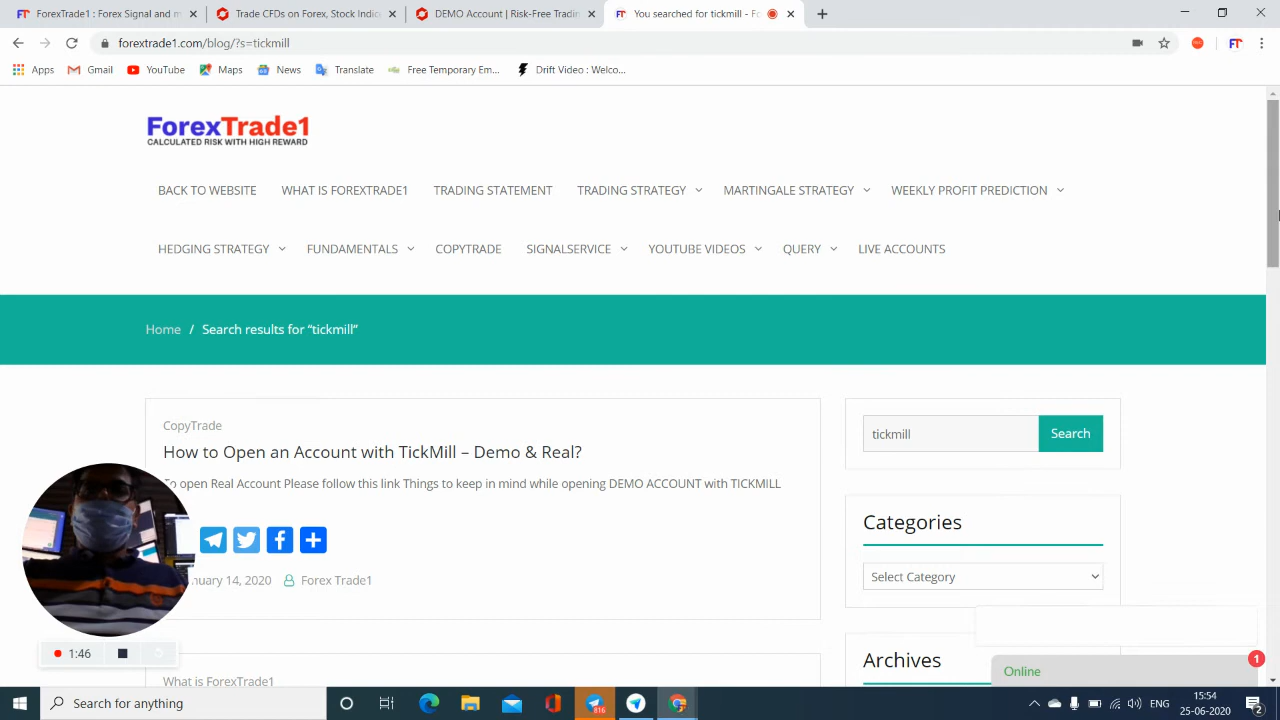 ForexTrade1 : Forex Signal and m
Trade CFDs on Forex, Stock Indic
DEMO Account | Risk-Free Tradin
You searched for tickmill - Fo
forextrade1.com/blog/?s=tickmill
Apps Gmail YouTube Maps News Translate Free Temporary Em... Drift Video : Welco...
ForexTrade1
CALCULATED RISK WITH HIGH REWARD
BACK TO WEBSITE WHAT IS FOREXTRADE1 TRADING STATEMENT TRADING STRATEGY MARTINGALE STRATEGY WEEKLY PROFIT PREDICTION
HEDGING STRATEGY FUNDAMENTALS COPYTRADE SIGNALSERVICE YOUTUBE VIDEOS QUERY LIVE ACCOUNTS
Home / Search results for “tickmill”
CopyTrade
How to Open an Account with TickMill – Demo & Real?
To open Real Account Please follow this link Things to keep in mind while opening DEMO ACCOUNT with TICKMILL
nuary 14, 2020 Forex Trade1
What is ForexTrade1
tickmill Search
Categories
Select Category
Archives
Online 1
1:46
Search for anything
816
ENG
15:54
25-06-2020
2